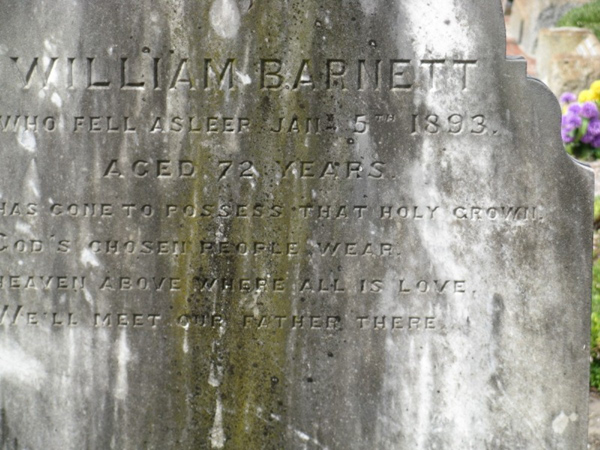 WILLIAM BARNETT
WHO FELL ASLEEP JAN. 5TH 1893.
AGED 72 YEARS.
HAS GONE TO POSSESS THAT HOLY CROWN,
GOD'S CHOSEN PEOPLE WEAR.
HEAVEN ABOVE WHERE ALL IS LOVE,
WE'LL MEET OUR FATHER THERE.